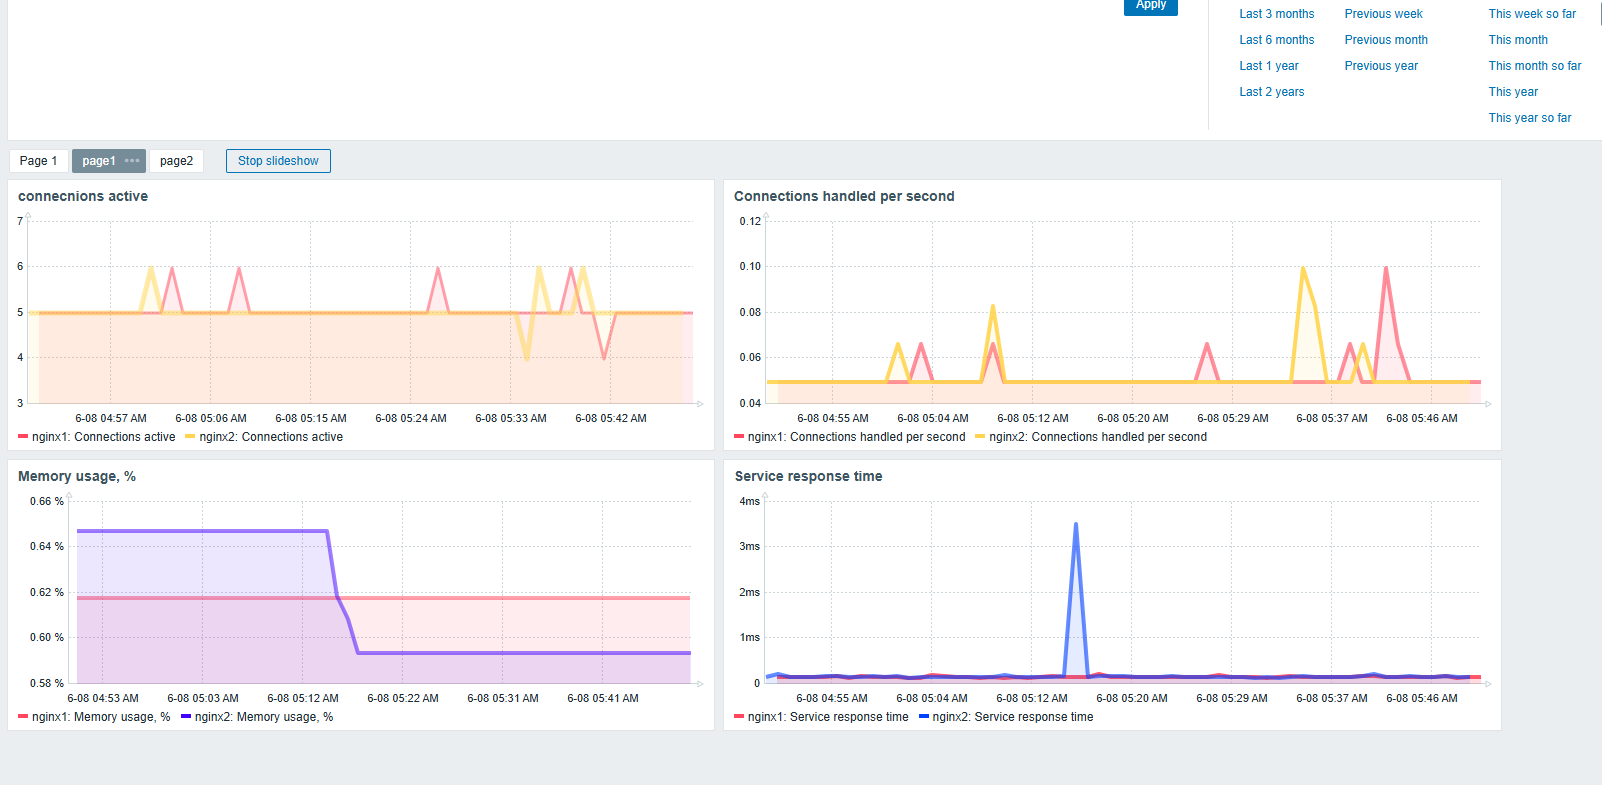 Apply
Last 3 months Previous week This week so far
Last 6 months Previous month This month
Last 1 year Previous year This month so far
Last 2 years This year
This year so far
Page 1 page1 ••• page2 Stop slideshow
connecnions active
7
6
5
4
3
6-08 04:57 AM 6-08 05:06 AM 6-08 05:15 AM 6-08 05:24 AM 6-08 05:33 AM 6-08 05:42 AM
nginx1: Connections active nginx2: Connections active
Connections handled per second
0.12
0.10
0.08
0.06
0.04
6-08 04:55 AM 6-08 05:04 AM 6-08 05:12 AM 6-08 05:20 AM 6-08 05:29 AM 6-08 05:37 AM 6-08 05:46 AM
nginx1: Connections handled per second nginx2: Connections handled per second
Memory usage, %
0.66 %
0.64 %
0.62 %
0.60 %
0.58 %
6-08 04:53 AM 6-08 05:03 AM 6-08 05:12 AM 6-08 05:22 AM 6-08 05:31 AM 6-08 05:41 AM
nginx1: Memory usage, % nginx2: Memory usage, %
Service response time
4ms
3ms
2ms
1ms
0
6-08 04:55 AM 6-08 05:04 AM 6-08 05:12 AM 6-08 05:20 AM 6-08 05:29 AM 6-08 05:37 AM 6-08 05:46 AM
nginx1: Service response time nginx2: Service response time